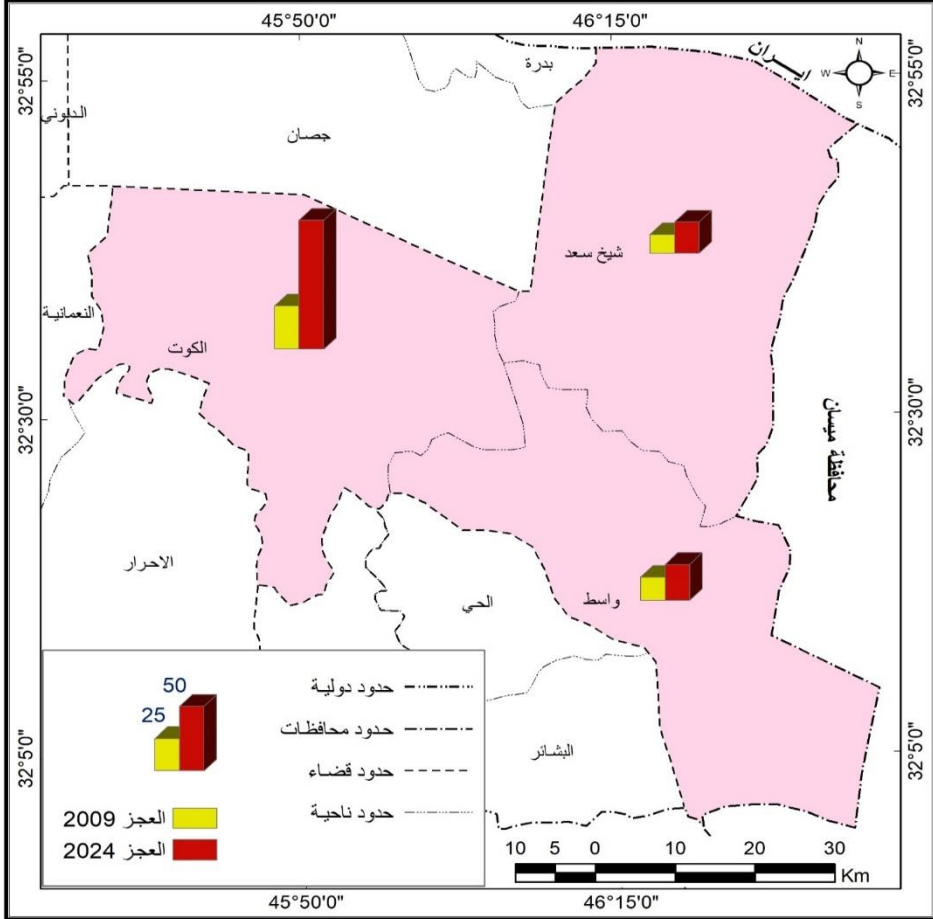 45°50'0"
46°15'0"
32°55'0"
32°55'0"
ايـــران
N
W
E
S
بدرة
جصان
شيخ سعد
النعمانية
الكوت
32°30'0"
32°30'0"
محافظة ميسان
الاحرار
الحي
واسط
البشائر
50
25
العجز 2009
العجز 2024
حدود دولية
حدود محافظات
حدود قضاء
حدود ناحية
32°5'0"
32°5'0"
10 5 0 10 20 30
Km
45°50'0"
46°15'0"